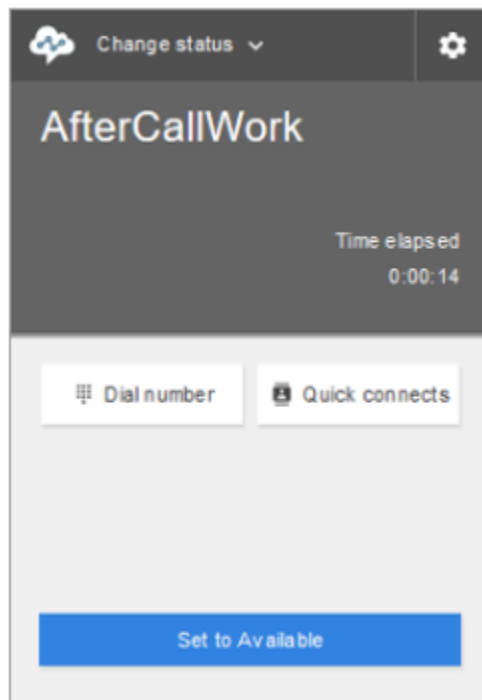 Change status
AfterCallWork
Time elapsed
0:00:14
Dial number
Quick connects
Set to Available